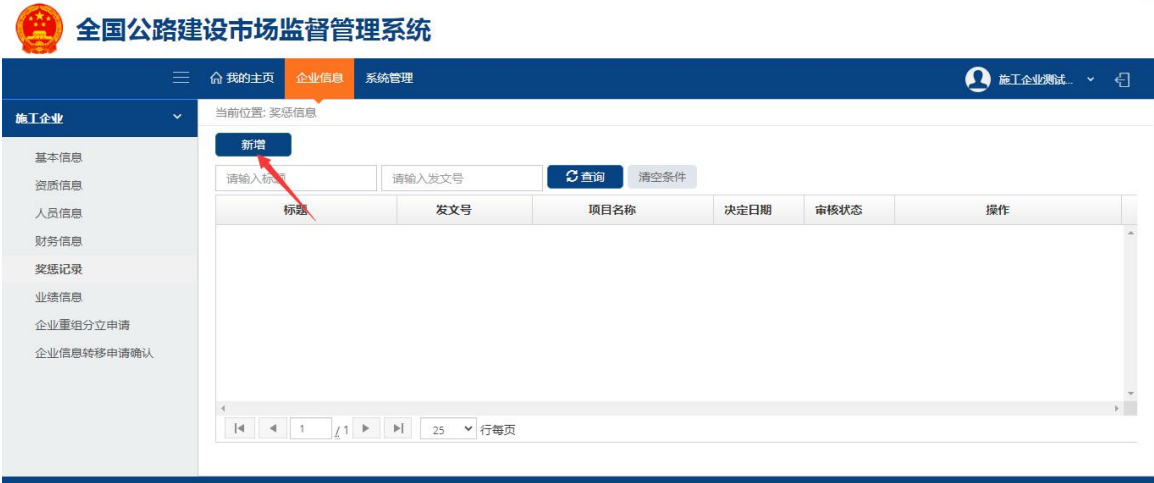 全国公路建设市场监督管理系统
我的主页 企业信息 系统管理 施工企业测试...
施工企业 当前位置: 奖惩信息
新增
基本信息
请输入标题 请输入发文号 查询 清空条件
资质信息
标题 发文号 项目名称 决定日期 审核状态 操作
人员信息
财务信息
奖惩记录
业绩信息
企业重组分立申请
企业信息转移申请确认
1 / 1 25 行每页